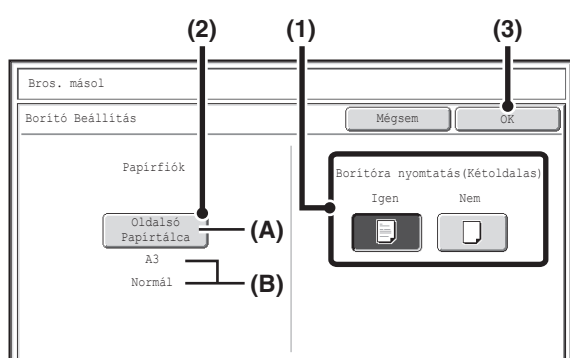 (2) (1) (3)
Bros. másol
Borító Beállítás Mégsem OK
Papírfiók
Borítóra nyomtatás(Kétoldalas)
Igen Nem
Oldalsó
Papírtálca
(A)
A3
Normál
(B)